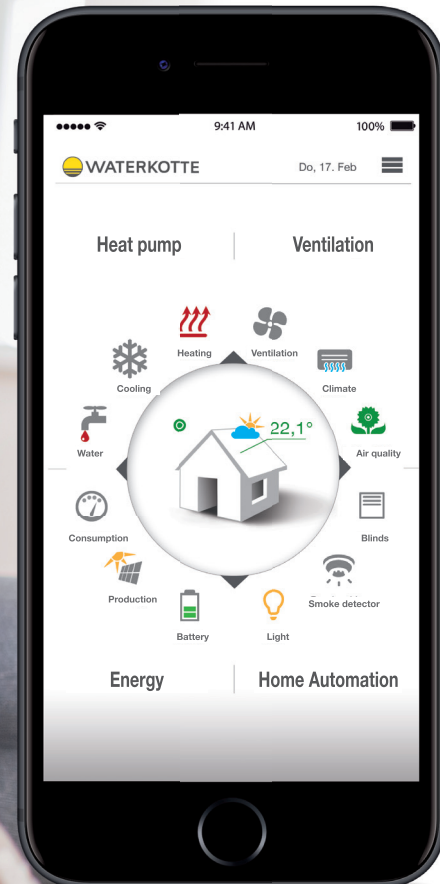 9:41 AM
100%
WATERKOTTE
Do, 17. Feb
Heat pump
Ventilation
Heating
Ventilation
Cooling
Climate
22,1°
Water
Air quality
Consumption
Blinds
Production
Smoke detector
Battery
Light
Energy
Home Automation